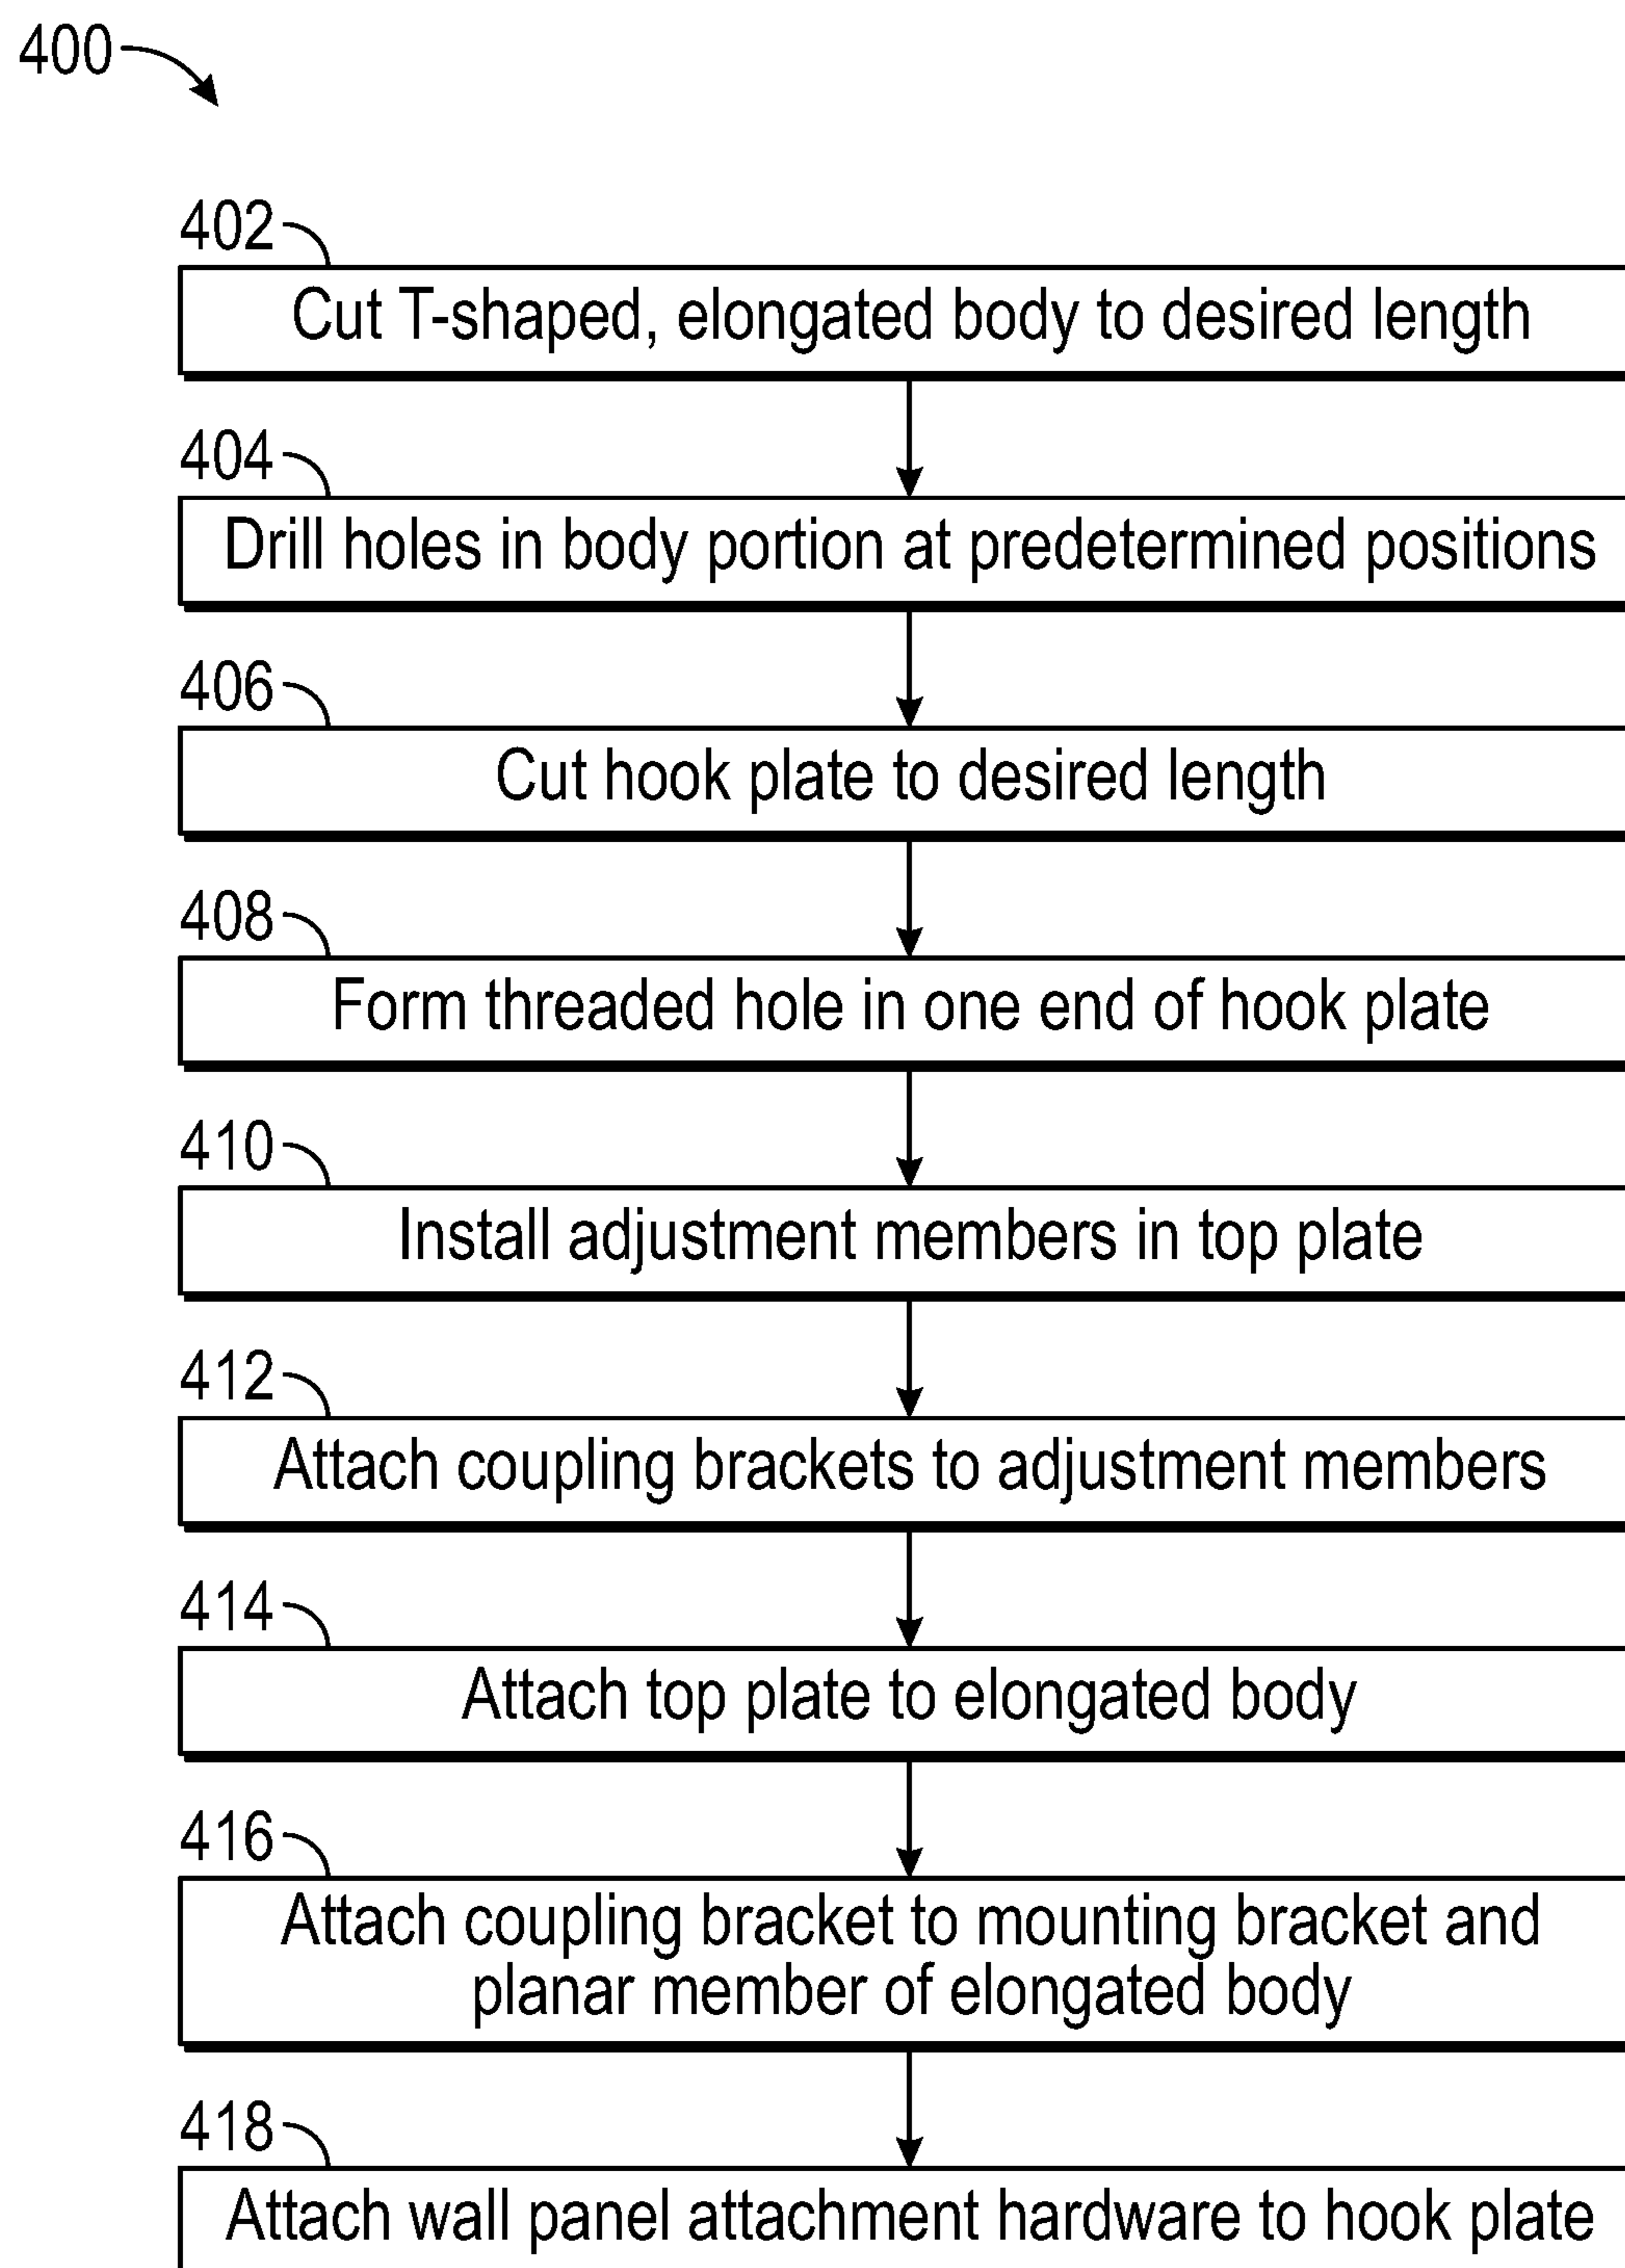 400
402
Cut T-shaped, elongated body to desired length
404
Drill holes in body portion at predetermined positions
406
Cut hook plate to desired length
408
Form threaded hole in one end of hook plate
410
Install adjustment members in top plate
412
Attach coupling brackets to adjustment members
414
Attach top plate to elongated body
416
Attach coupling bracket to mounting bracket and
planar member of elongated body
418
Attach wall panel attachment hardware to hook plate